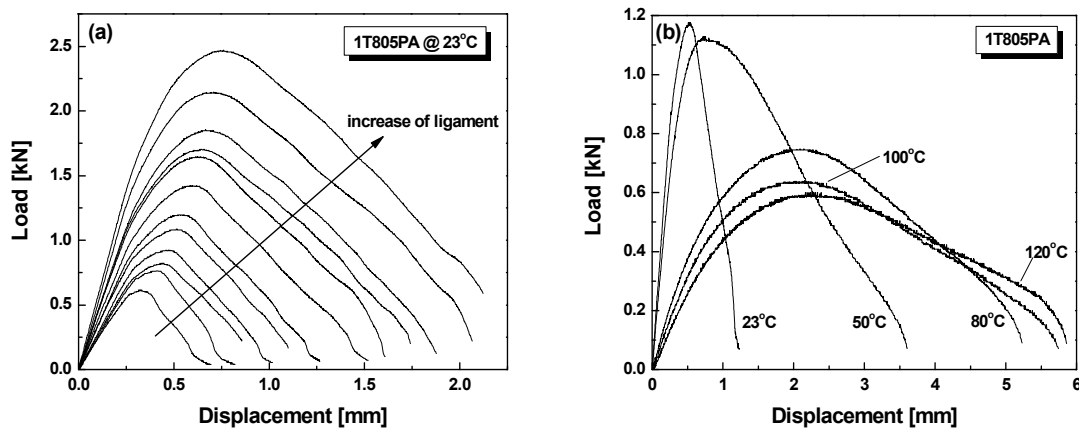 (a)
1T805PA @ 23°C
increase of ligament
Load [kN]
2.5
2.0
1.5
1.0
0.5
0.0
0.0 0.5 1.0 1.5 2.0
Displacement [mm]
(b)
1T805PA
100°C
120°C
23°C 50°C 80°C
Load [kN]
1.2
1.0
0.8
0.6
0.4
0.2
0.0
0 1 2 3 4 5 6
Displacement [mm]